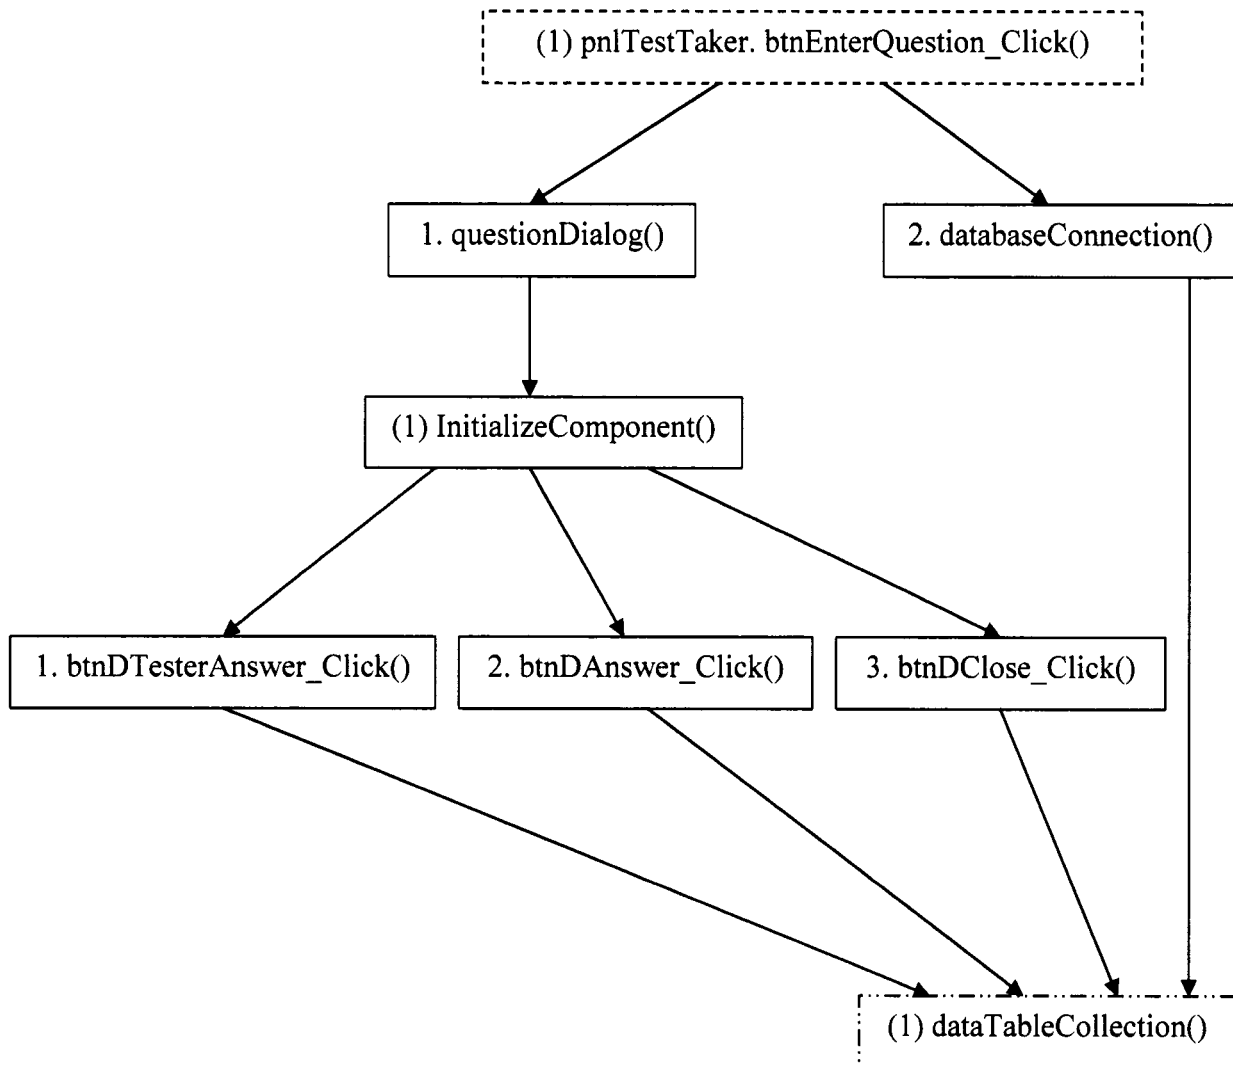 (1) pnlTestTaker. btnEnterQuestion_Click()
1. questionDialog()
2. databaseConnection()
(1) InitializeComponent()
1. btnDTesterAnswer_Click()
2. btnDAnswer_Click()
3. btnDClose_Click()
(1) dataTableCollection()